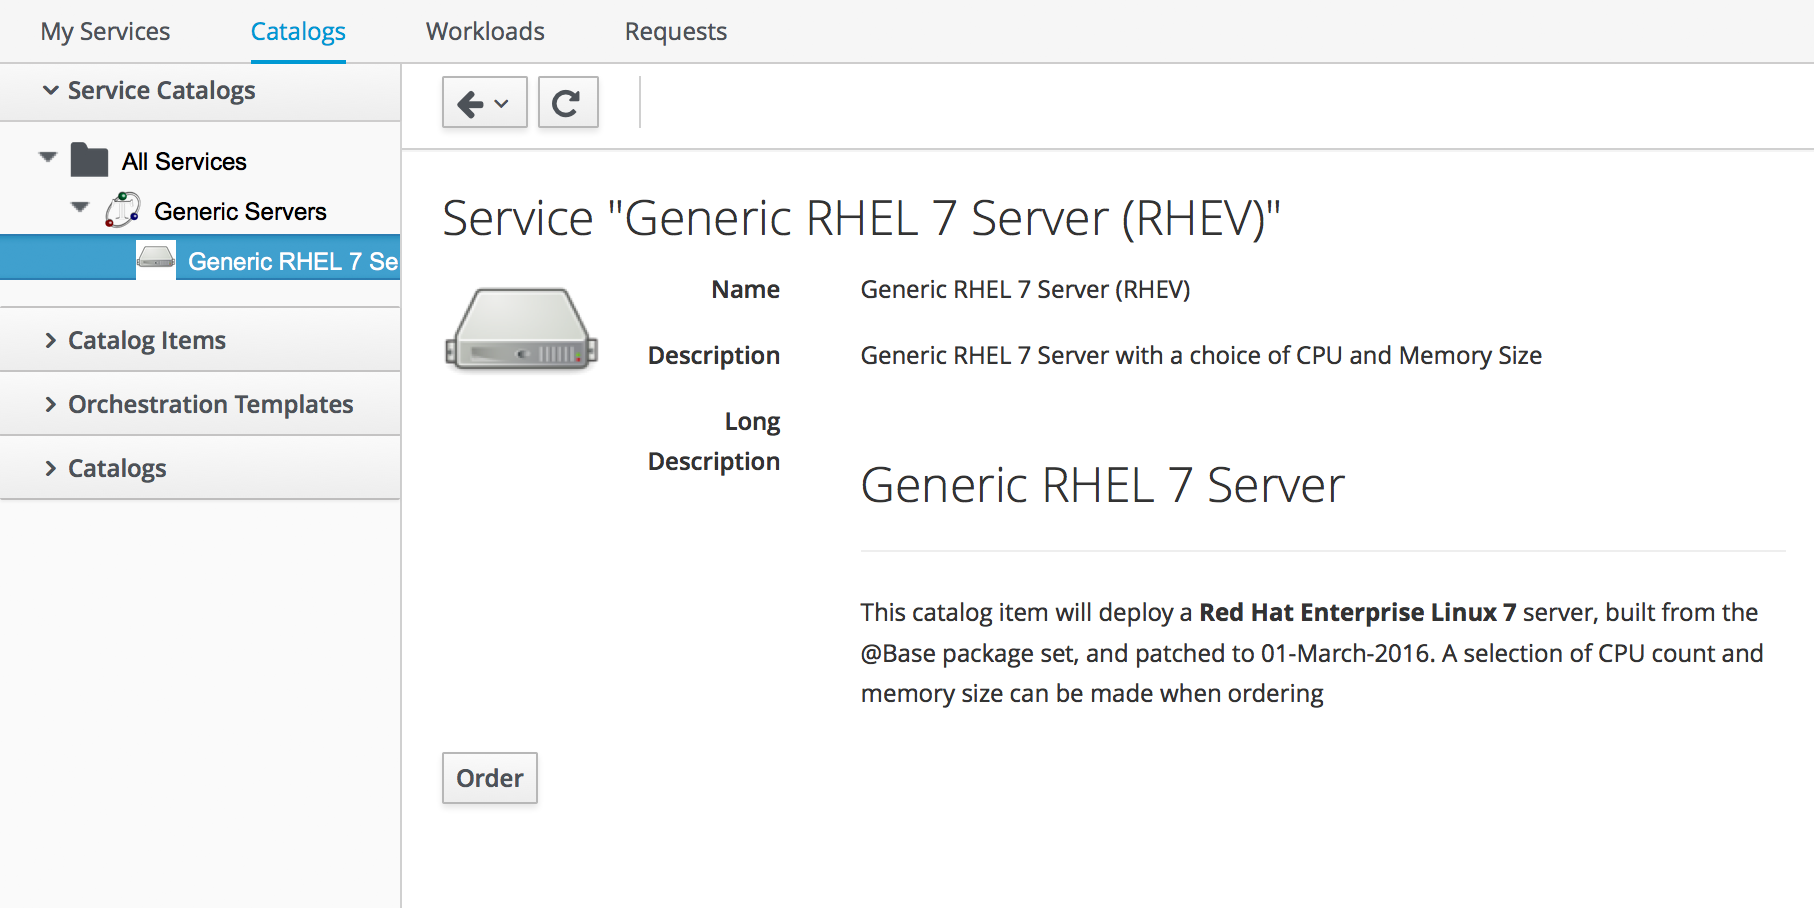 My Services Catalogs Workloads Requests
Service Catalogs
All Services
Generic Servers
Generic RHEL 7 Se
Catalog Items
Orchestration Templates
Catalogs
Service "Generic RHEL 7 Server (RHEV)"
Name Generic RHEL 7 Server (RHEV)
Description Generic RHEL 7 Server with a choice of CPU and Memory Size
Long
Description
Generic RHEL 7 Server
This catalog item will deploy a Red Hat Enterprise Linux 7 server, built from the
@Base package set, and patched to 01-March-2016. A selection of CPU count and
memory size can be made when ordering
Order